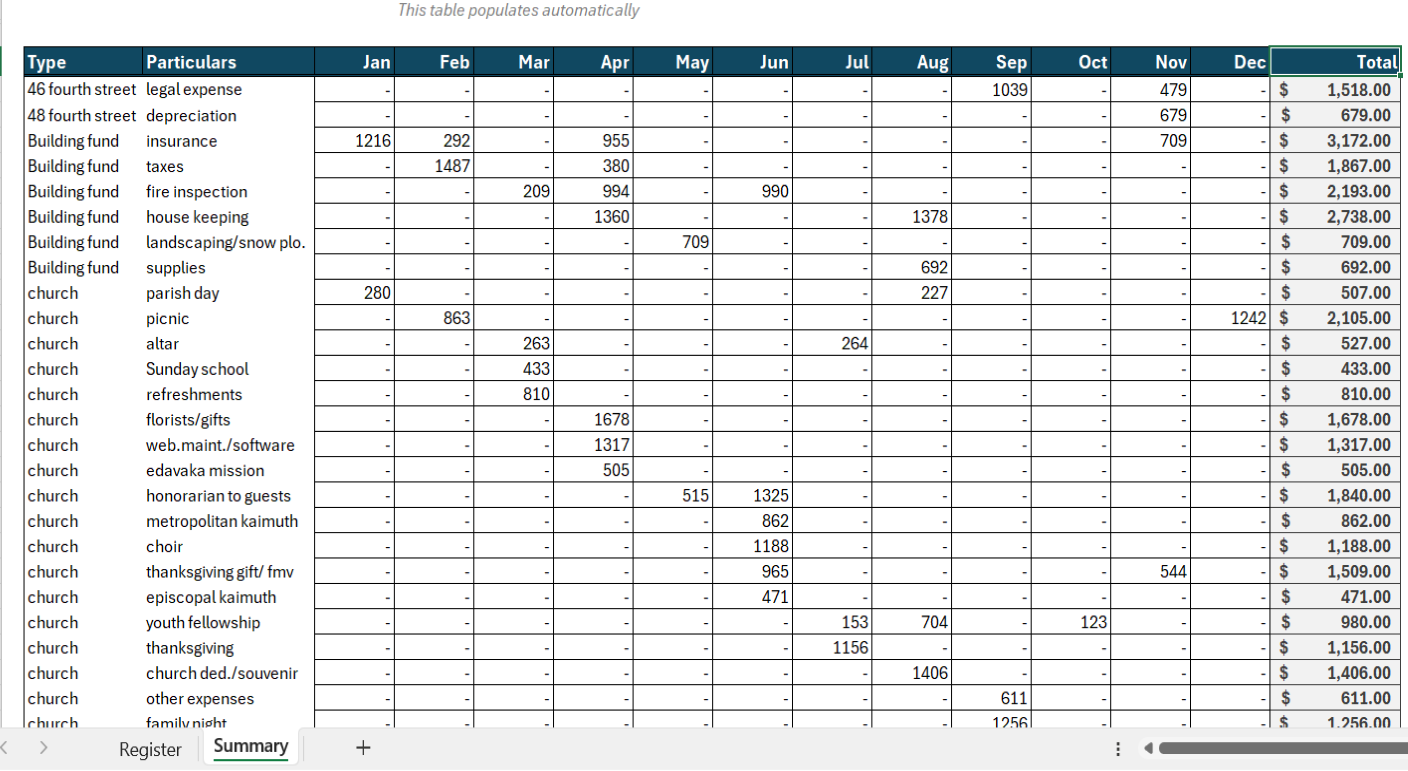 This table populates automatically
Type Particulars Jan Feb Mar Apr May Jun Jul Aug Sep Oct Nov Dec Total
46 fourth street legal expense - - - - - - - - 1039 - 479 - $ 1,518.00
48 fourth street depreciation - - - - - - - - - - 679 - $ 679.00
Building fund insurance 1216 292 - 955 - - - - - - 709 - $ 3,172.00
Building fund taxes - 1487 - 380 - - - - - - - - $ 1,867.00
Building fund fire inspection - - 209 994 - 990 - - - - - - $ 2,193.00
Building fund house keeping - - - 1360 - - - 1378 - - - - $ 2,738.00
Building fund landscaping/snow plo. - - - - 709 - - - - - - - $ 709.00
Building fund supplies - - - - - - - 692 - - - - $ 692.00
church parish day 280 - - - - - - 227 - - - - $ 507.00
church picnic - 863 - - - - - - - - - 1242 $ 2,105.00
church altar - - 263 - - - 264 - - - - - $ 527.00
church Sunday school - - 433 - - - - - - - - - $ 433.00
church refreshments - - 810 - - - - - - - - - $ 810.00
church florists/gifts - - - 1678 - - - - - - - - $ 1,678.00
church web.maint./software - - - 1317 - - - - - - - - $ 1,317.00
church edavaka mission - - - 505 - - - - - - - - $ 505.00
church honorarian to guests - - - - 515 1325 - - - - - - $ 1,840.00
church metropolitan kaimuth - - - - - 862 - - - - - - $ 862.00
church choir - - - - - 1188 - - - - - - $ 1,188.00
church thanksgiving gift/ fmv - - - - - 965 - - - - 544 - $ 1,509.00
church episcopal kaimuth - - - - - 471 - - - - - - $ 471.00
church youth fellowship - - - - - - 153 704 - 123 - - $ 980.00
church thanksgiving - - - - - - 1156 - - - - - $ 1,156.00
church church ded./souvenir - - - - - - - 1406 - - - - $ 1,406.00
church other expenses - - - - - - - - 611 - - - $ 611.00
church family night - - - - - - - - 1256 - - - $ 1,256.00
Register Summary +